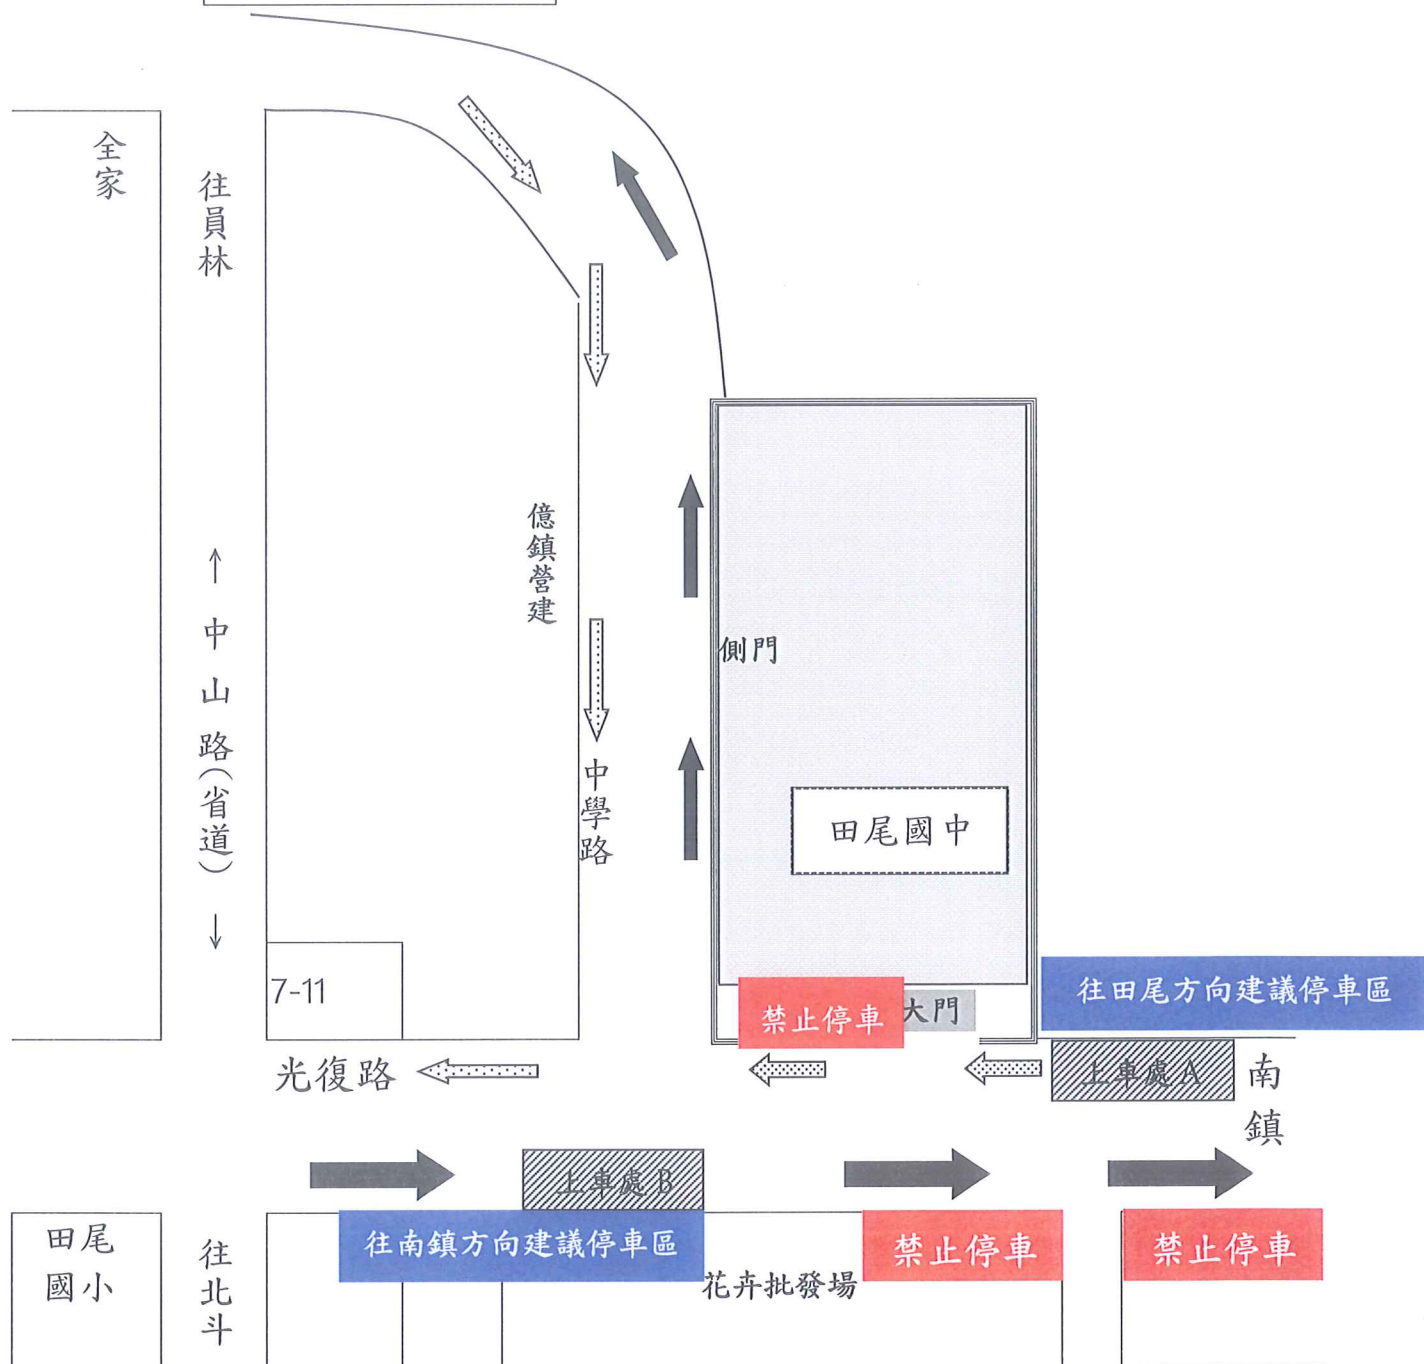 全家
往員林
億鎮營建
側門
↑ 中山路(省道) ↓
中學路
田尾國中
7-11
往田尾方向建議停車區
禁止停車
大門
光復路
上車處A
南鎮
上車處B
田尾
國小
往北斗
往南鎮方向建議停車區
花卉批發場
禁止停車
禁止停車